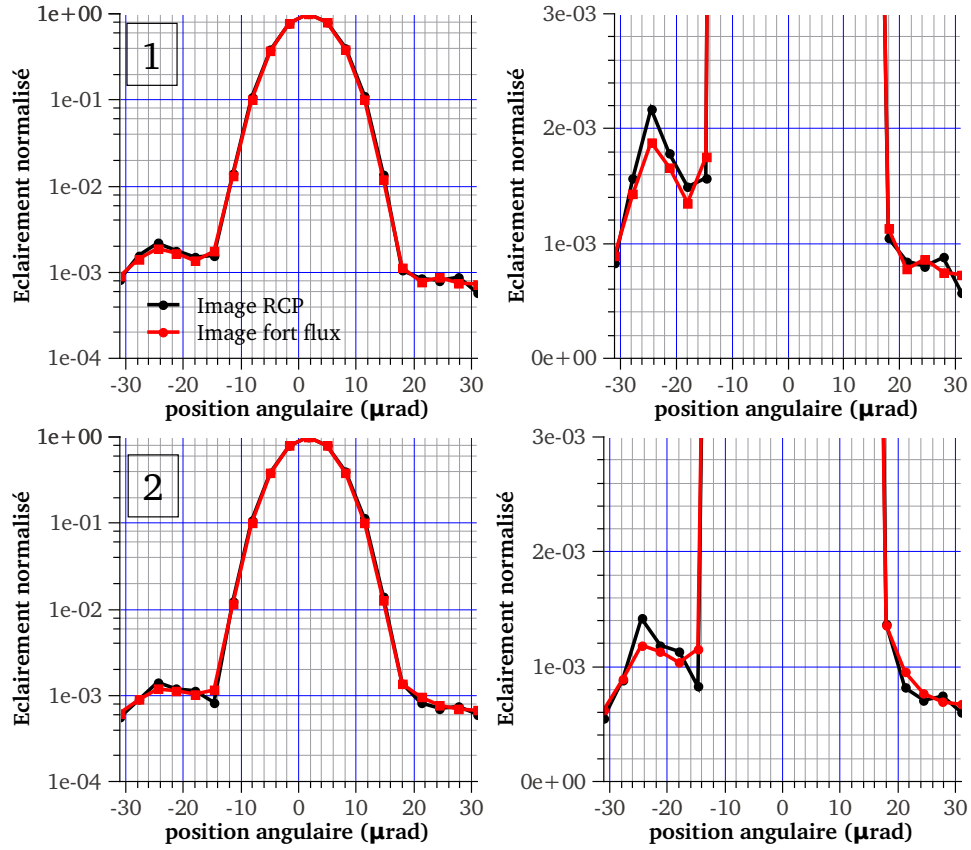 1
Eclairement normalisé
1e+00
1e-01
1e-02
1e-03
1e-04
Image RCP
Image fort flux
-30 -20 -10 0 10 20 30
position angulaire (μrad)
Eclairement normalisé
3e-03
2e-03
1e-03
0e+00
-30 -20 -10 0 10 20 30
position angulaire (μrad)
2
Eclairement normalisé
1e+00
1e-01
1e-02
1e-03
1e-04
-30 -20 -10 0 10 20 30
position angulaire (μrad)
Eclairement normalisé
3e-03
2e-03
1e-03
0e+00
-30 -20 -10 0 10 20 30
position angulaire (μrad)